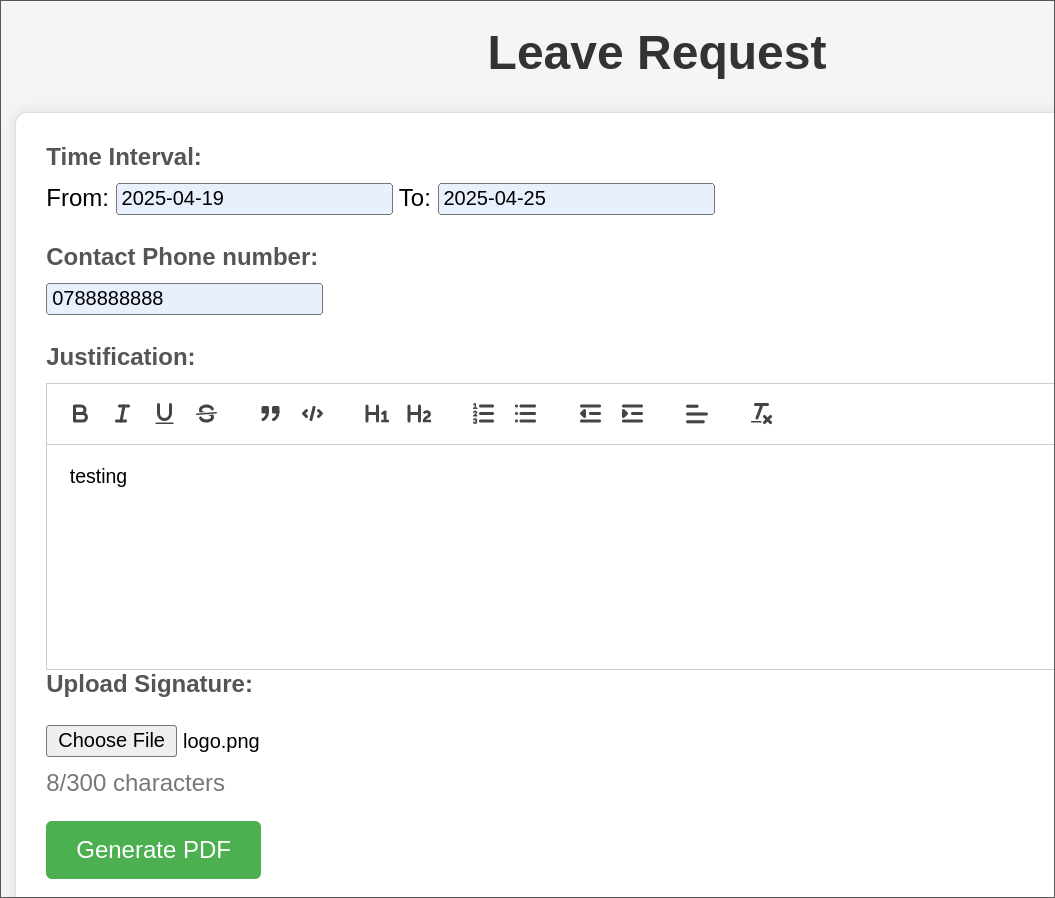 Leave Request
Time Interval:
From: 2025-04-19 To: 2025-04-25
Contact Phone number:
0788888888
Justification:
B I U S H1 H2
testing
Upload Signature:
Choose File logo.png
8/300 characters
Generate PDF